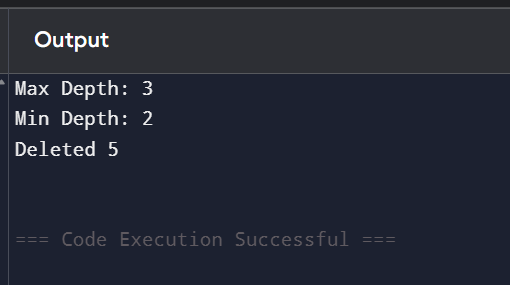 Output
Max Depth: 3
Min Depth: 2
Deleted 5
=== Code Execution Successful ===